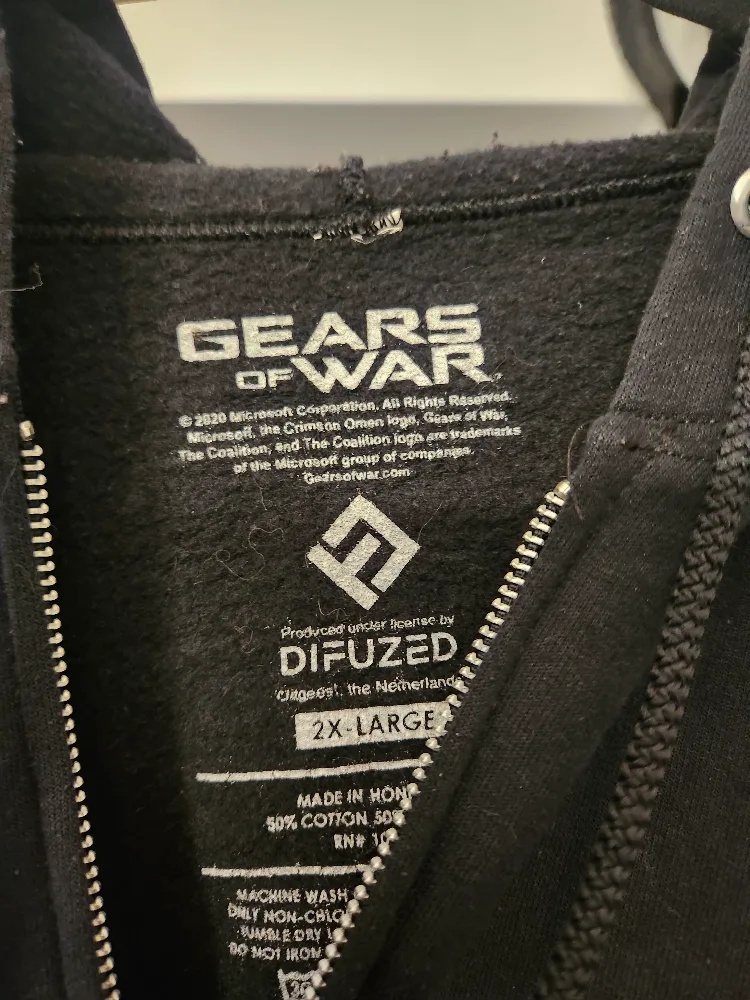 GEARS
OF WAR
© 2020 Microsoft Corporation. All Rights Reserved.
Microsoft, the Crimson Omen logo, Gears of War,
The Coalition, and The Coalition logo are trademarks
of the Microsoft group of companies.
Gearsofwar.com
Produced under license by
DIFUZED
the Netherlands
2X-LARGE
MADE IN HON
50% COTTON 50%
RN#
MACHINE WASH
ONLY NON-CHLO
TUMBLE DRY
DO NOT IRON